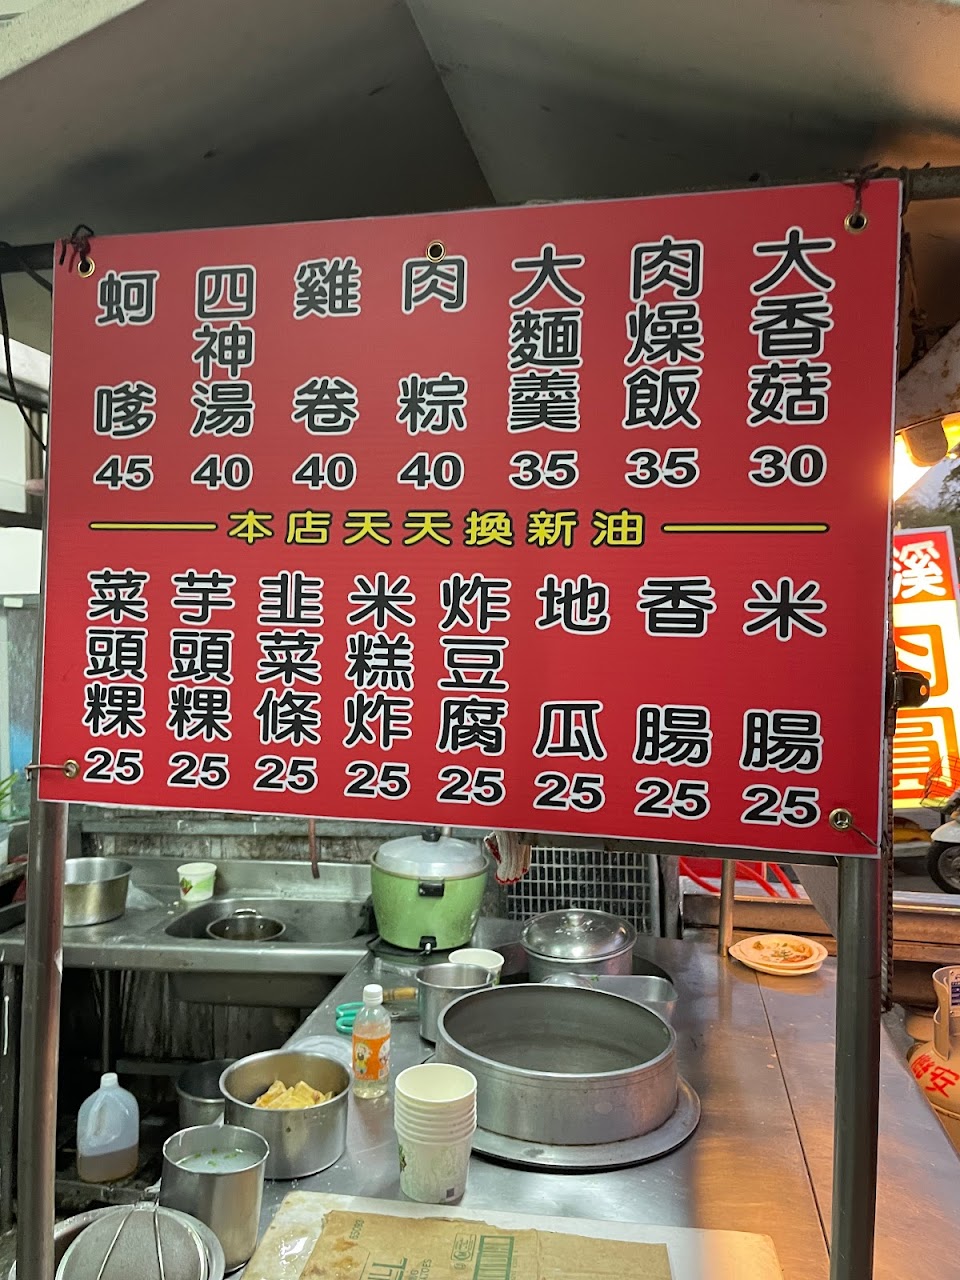 大香菇 30
肉燥飯 35
大麵羹 35
肉粽 40
雞卷 40
四神湯 40
蚵嗲 45
本店天天換新油
米腸 25
香腸 25
地瓜 25
炸豆腐 25
米糕炸 25
韭菜條 25
芋頭粿 25
菜頭粿 25
溪
肉圓